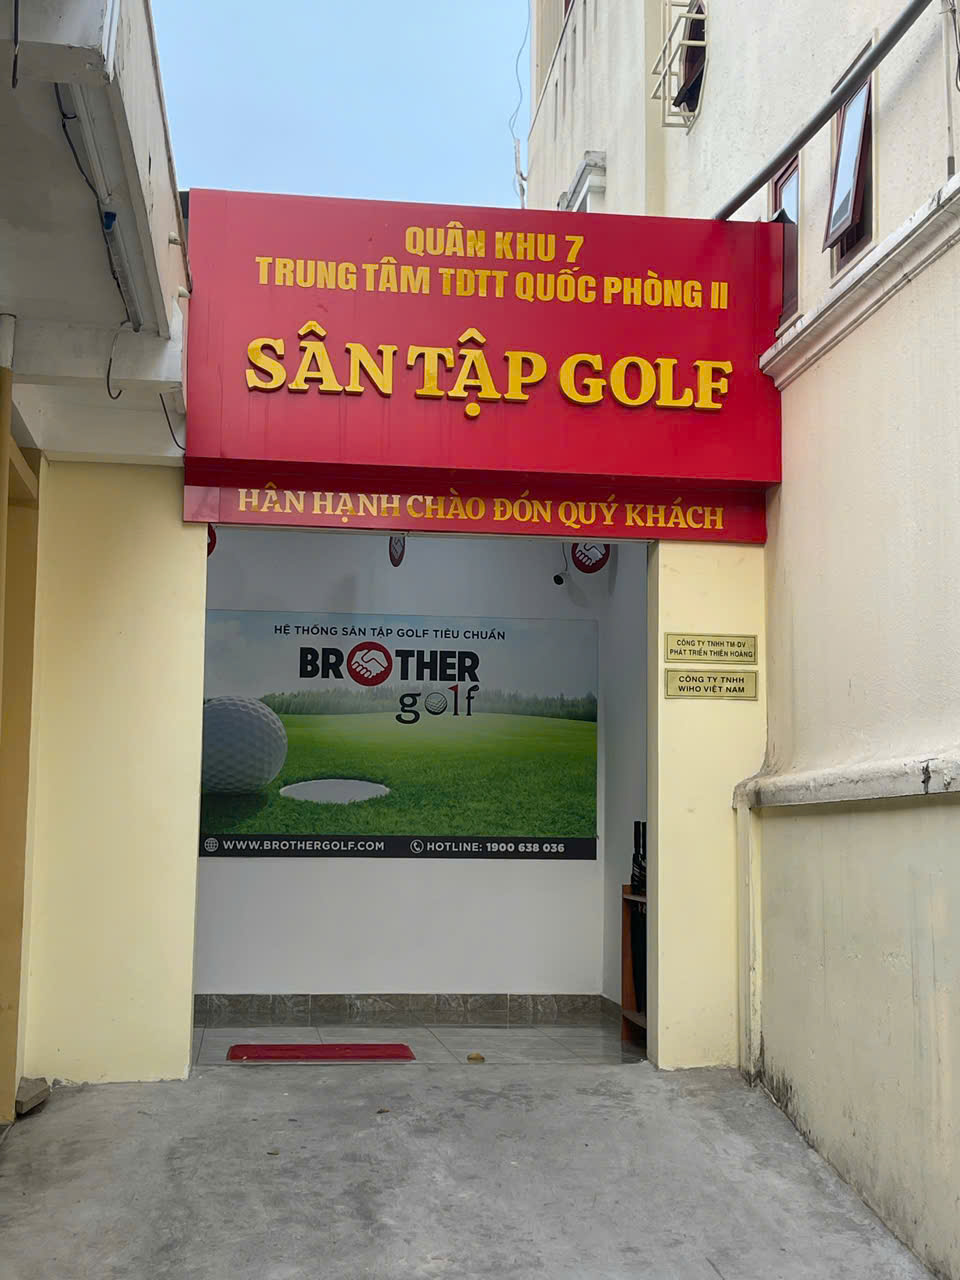 QUÂN KHU 7
TRUNG TÂM TDTT QUỐC PHÒNG II
SÂN TẬP GOLF
HÂN HẠNH CHÀO ĐÓN QUÝ KHÁCH
HỆ THỐNG SÂN TẬP GOLF TIÊU CHUẨN
BROTHER
golf
WWW.BROTHERGOLF.COM HOTLINE: 1900 638 036
CÔNG TY TNHH TM-DV
PHÁT TRIỂN THIÊN HOÀNG
CÔNG TY TNHH
WIHO VIỆT NAM